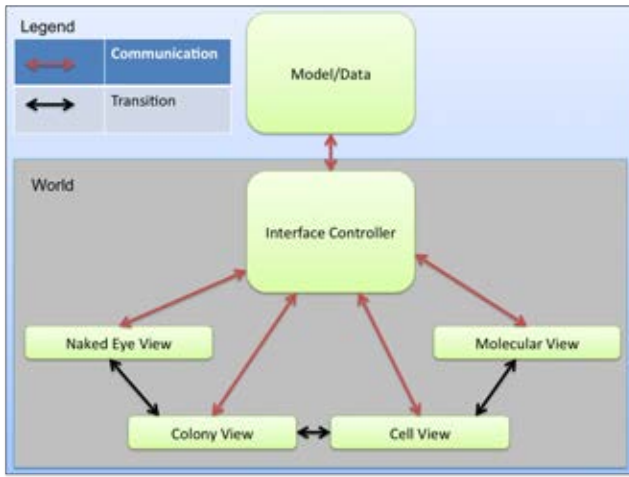 Legend
Communication
Transition
Model/Data
World
Interface Controller
Naked Eye View
Molecular View
Colony View
Cell View